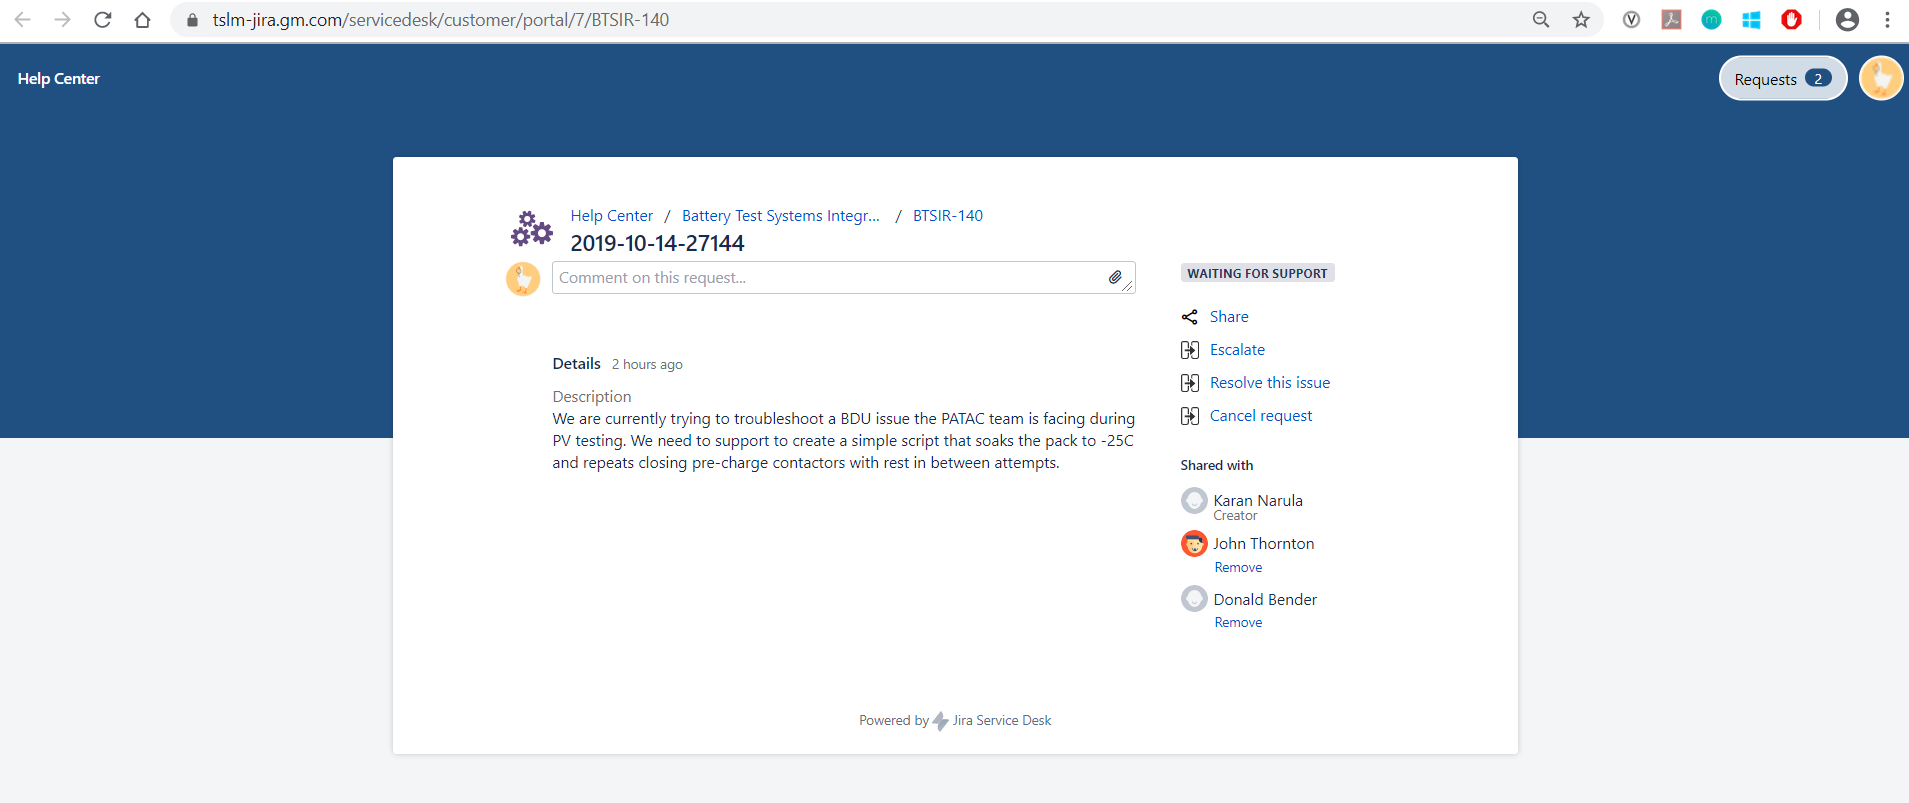 tslm-jira.gm.com/servicedesk/customer/portal/7/BTSIR-140
Help Center
Requests 2
Help Center / Battery Test Systems Integr... / BTSIR-140
2019-10-14-27144
Comment on this request...
WAITING FOR SUPPORT
Share
Escalate
Resolve this issue
Cancel request
Details 2 hours ago
Description
We are currently trying to troubleshoot a BDU issue the PATAC team is facing during
PV testing. We need to support to create a simple script that soaks the pack to -25C
and repeats closing pre-charge contactors with rest in between attempts.
Shared with
Karan Narula
Creator
John Thornton
Remove
Donald Bender
Remove
Powered by Jira Service Desk